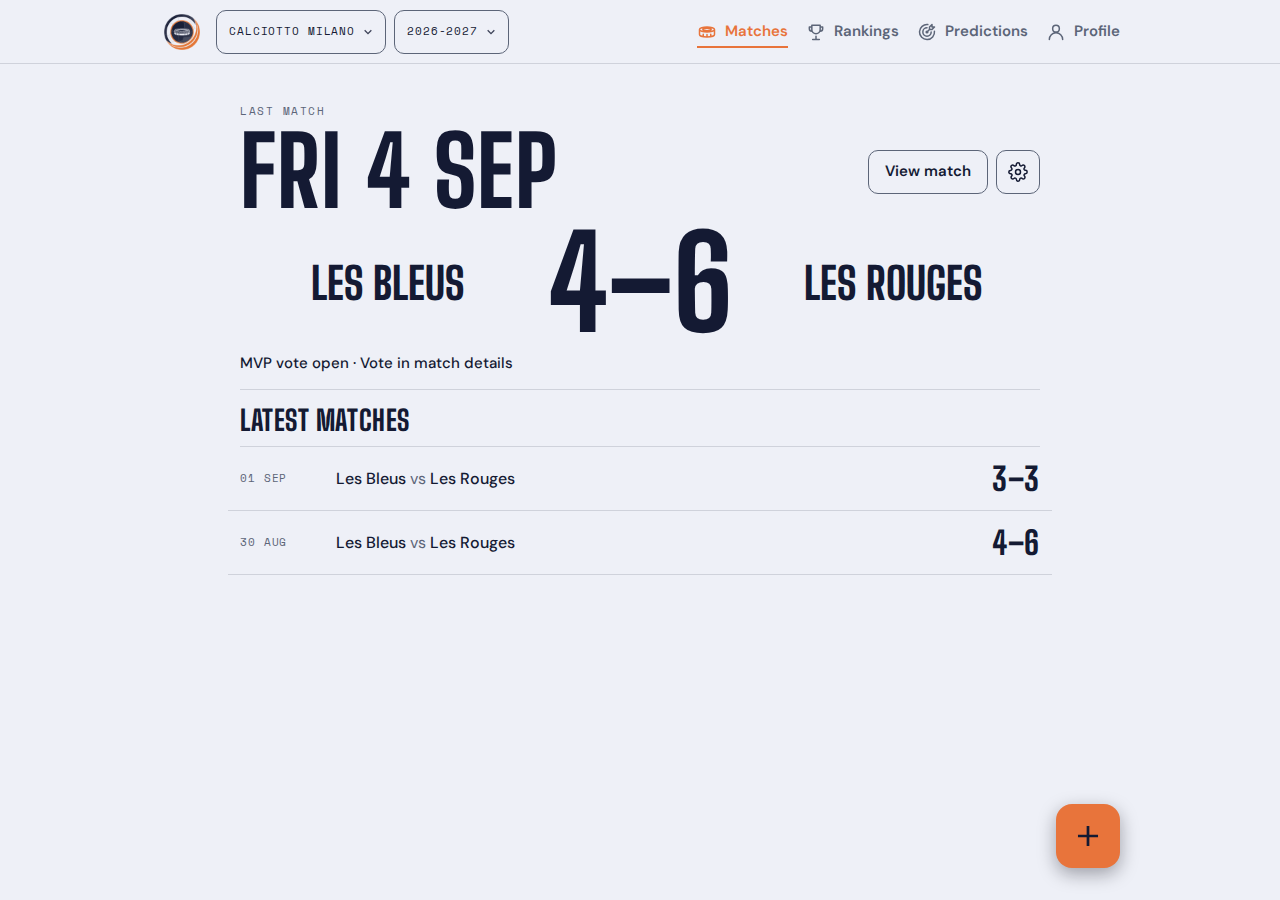 CALCIOTTO MILANO
2026-2027
Matches
Rankings
Predictions
Profile
LAST MATCH
FRI 4 SEP
View match
LES BLEUS
4–6
LES ROUGES
MVP vote open · Vote in match details
LATEST MATCHES
01 SEP
Les Bleus vs Les Rouges
3–3
30 AUG
Les Bleus vs Les Rouges
4–6